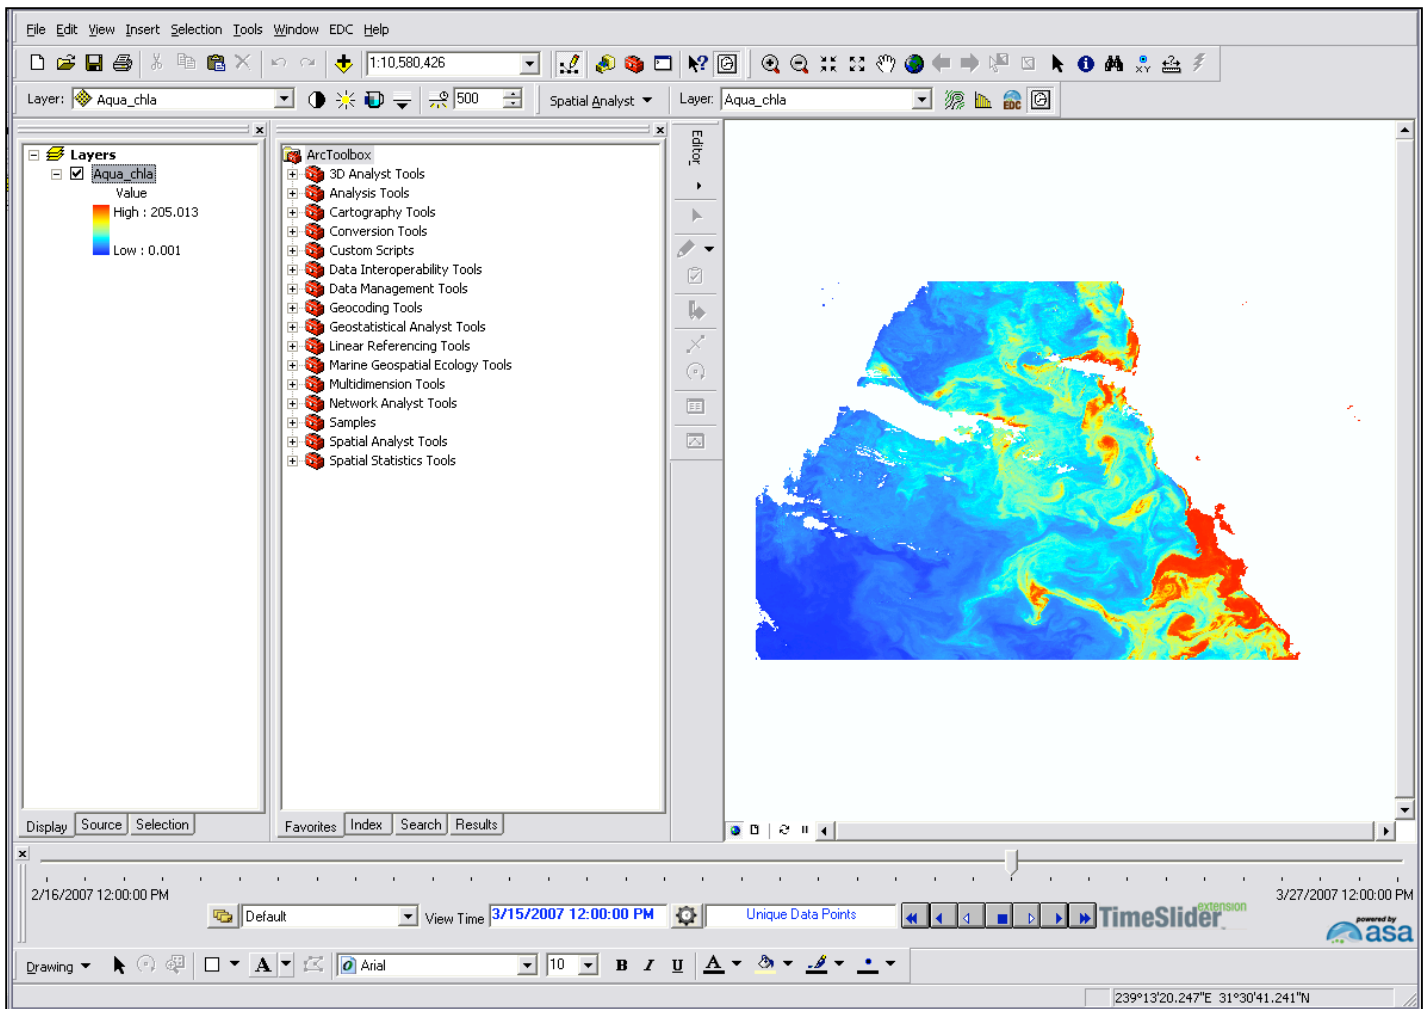 File Edit View Insert Selection Tools Window EDC Help
1:10,580,426
Layer: Aqua_chla 500 Spatial Analyst Layer: Aqua_chla EDC
Layers
Aqua_chla
Value
High : 205.013
Low : 0.001
Display Source Selection
ArcToolbox
3D Analyst Tools
Analysis Tools
Cartography Tools
Conversion Tools
Custom Scripts
Data Interoperability Tools
Data Management Tools
Geocoding Tools
Geostatistical Analyst Tools
Linear Referencing Tools
Marine Geospatial Ecology Tools
Multidimension Tools
Network Analyst Tools
Samples
Spatial Analyst Tools
Spatial Statistics Tools
Favorites Index Search Results
Editor
2/16/2007 12:00:00 PM 3/27/2007 12:00:00 PM
Default View Time 3/15/2007 12:00:00 PM Unique Data Points TimeSlider extension
powered by
asa
Drawing A Arial 10 B I U A
239°13'20.247"E 31°30'41.241"N